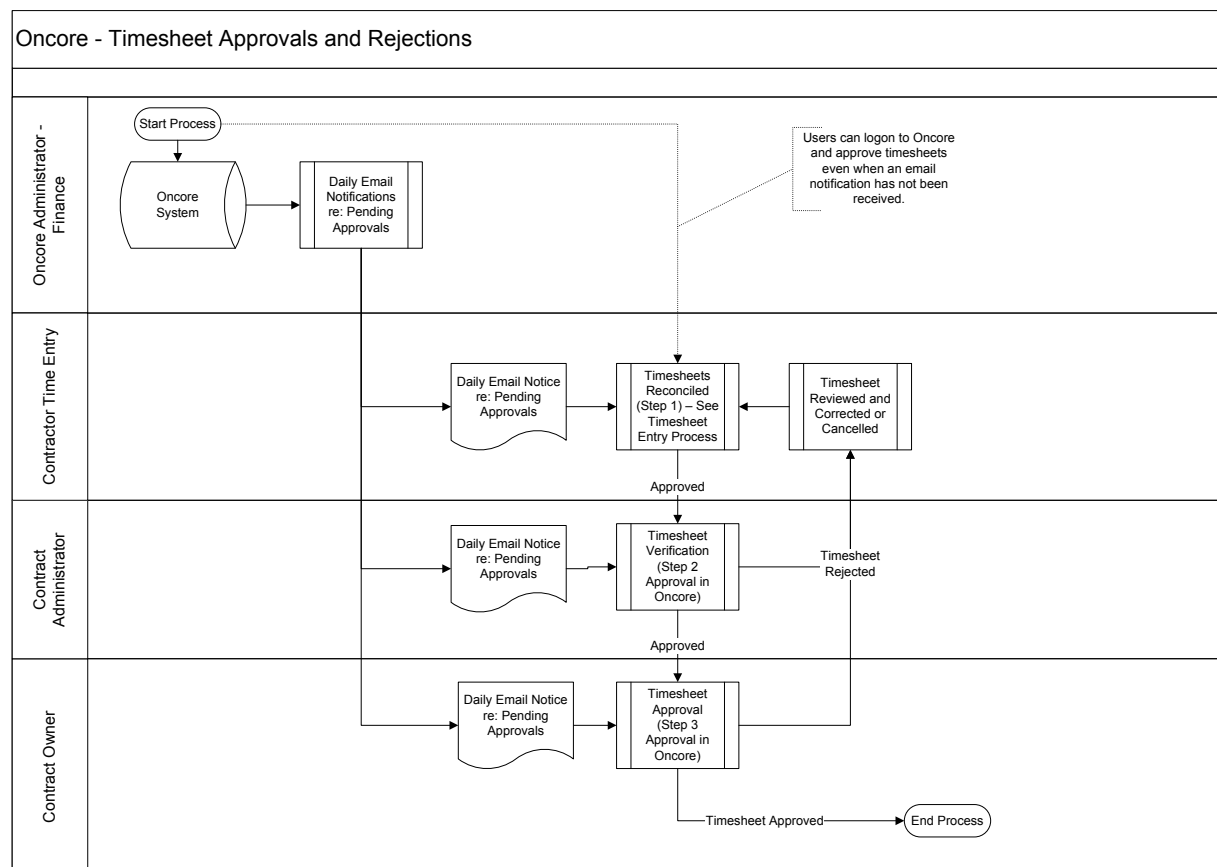 Oncore - Timesheet Approvals and Rejections
Oncore Administrator -
Finance
Start Process
Oncore
System
Daily Email
Notifications
re: Pending
Approvals
Users can logon to Oncore
and approve timesheets
even when an email
notification has not been
received.
Contractor Time Entry
Daily Email Notice
re: Pending
Approvals
Timesheets
Reconciled
(Step 1) – See
Timesheet
Entry Process
Timesheet
Reviewed and
Corrected or
Cancelled
Approved
Contract
Administrator
Daily Email Notice
re: Pending
Approvals
Timesheet
Verification
(Step 2
Approval in
Oncore)
Timesheet
Rejected
Approved
Contract Owner
Daily Email Notice
re: Pending
Approvals
Timesheet
Approval
(Step 3
Approval in
Oncore)
Timesheet Approved
End Process